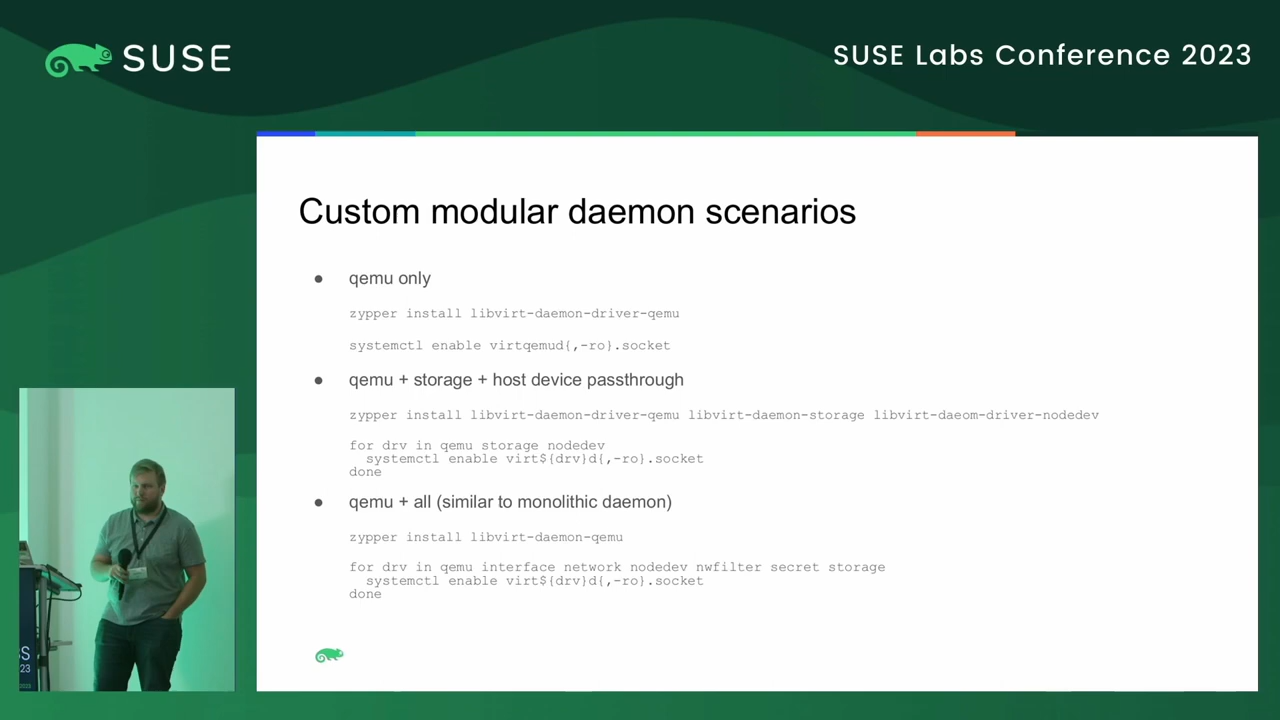 SUSE
SUSE Labs Conference 2023
Custom modular daemon scenarios
● qemu only
zypper install libvirt-daemon-driver-qemu
systemctl enable virtqemud{,-ro}.socket
● qemu + storage + host device passthrough
zypper install libvirt-daemon-driver-qemu libvirt-daemon-storage libvirt-daeom-driver-nodedev
for drv in qemu storage nodedev
systemctl enable virt${drv}d{,-ro}.socket
done
● qemu + all (similar to monolithic daemon)
zypper install libvirt-daemon-qemu
for drv in qemu interface network nodedev nwfilter secret storage
systemctl enable virt${drv}d{,-ro}.socket
done
S
23